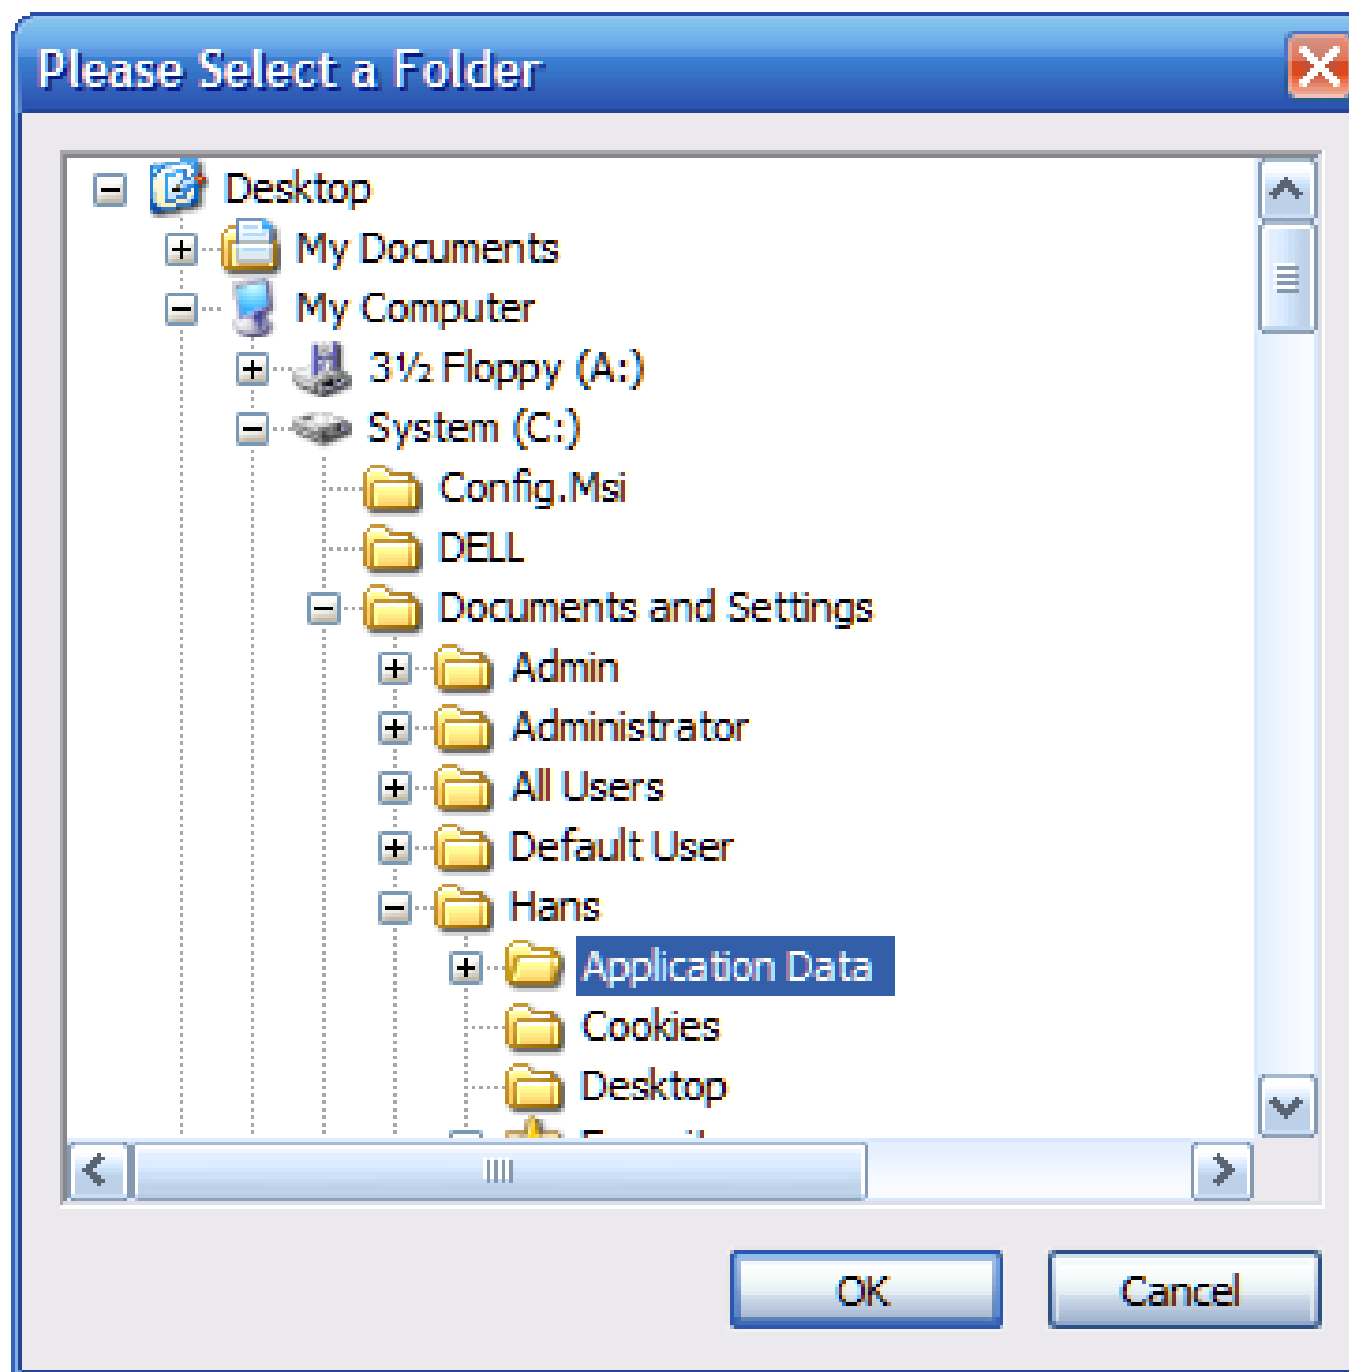 Please Select a Folder
Desktop
My Documents
My Computer
3½ Floppy (A:)
System (C:)
Config.Msi
DELL
Documents and Settings
Admin
Administrator
All Users
Default User
Hans
Application Data
Cookies
Desktop
OK Cancel